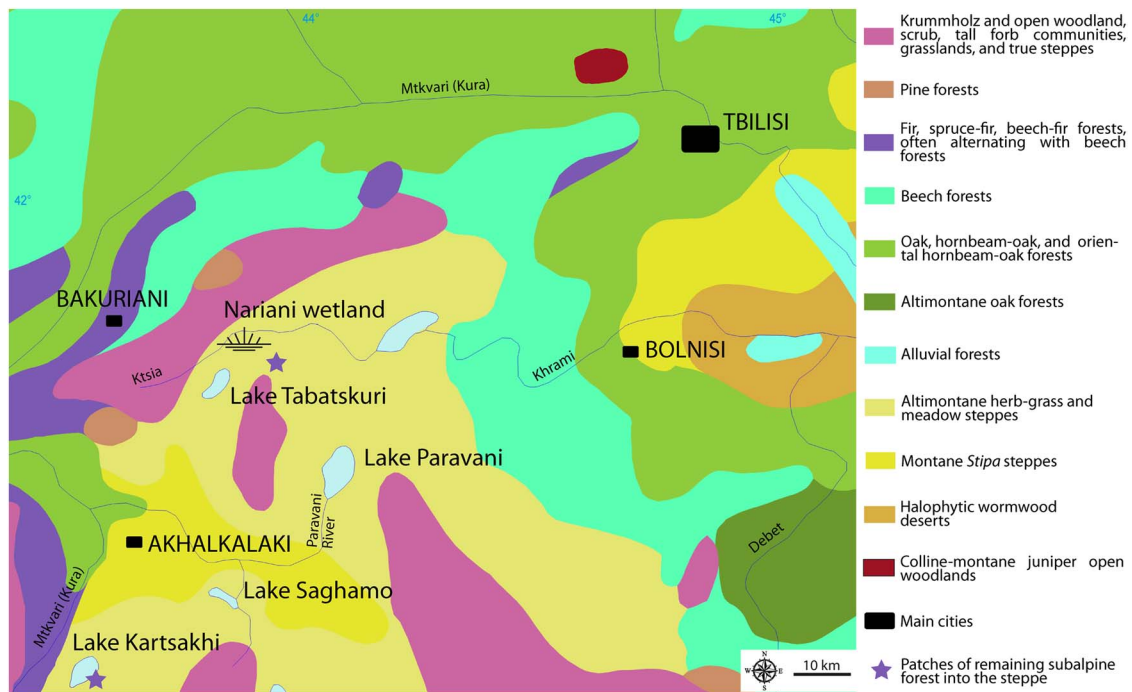 44°
45°
42°
Mtkvari (Kura)
TBILISI
BAKURIANI
Nariani wetland
Ktsia
Khrami
BOLNISI
Lake Tabatskuri
Lake Paravani
Paravani
River
AKHALKALAKI
Debet
Lake Saghamo
Mtkvari (Kura)
Lake Kartsakhi
N
W
E
S
10 km
Krummholz and open woodland,
scrub, tall forb communities,
grasslands, and true steppes
Pine forests
Fir, spruce-fir, beech-fir forests,
often alternating with beech
forests
Beech forests
Oak, hornbeam-oak, and orien-
tal hornbeam-oak forests
Altimontane oak forests
Alluvial forests
Altimontane herb-grass and
meadow steppes
Montane Stipa steppes
Halophytic wormwood
deserts
Colline-montane juniper open
woodlands
Main cities
Patches of remaining subalpine
forest into the steppe